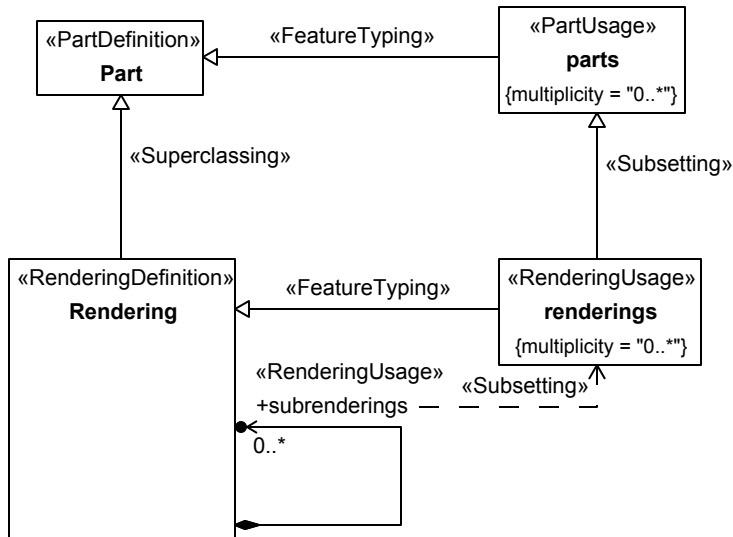 «PartDefinition»
Part
«FeatureTyping»
«PartUsage»
parts
{multiplicity = "0..*"}
«Superclassing»
«Subsetting»
«RenderingDefinition»
Rendering
«FeatureTyping»
«RenderingUsage»
renderings
{multiplicity = "0..*"}
«RenderingUsage»
+subrenderings
«Subsetting»
0..*